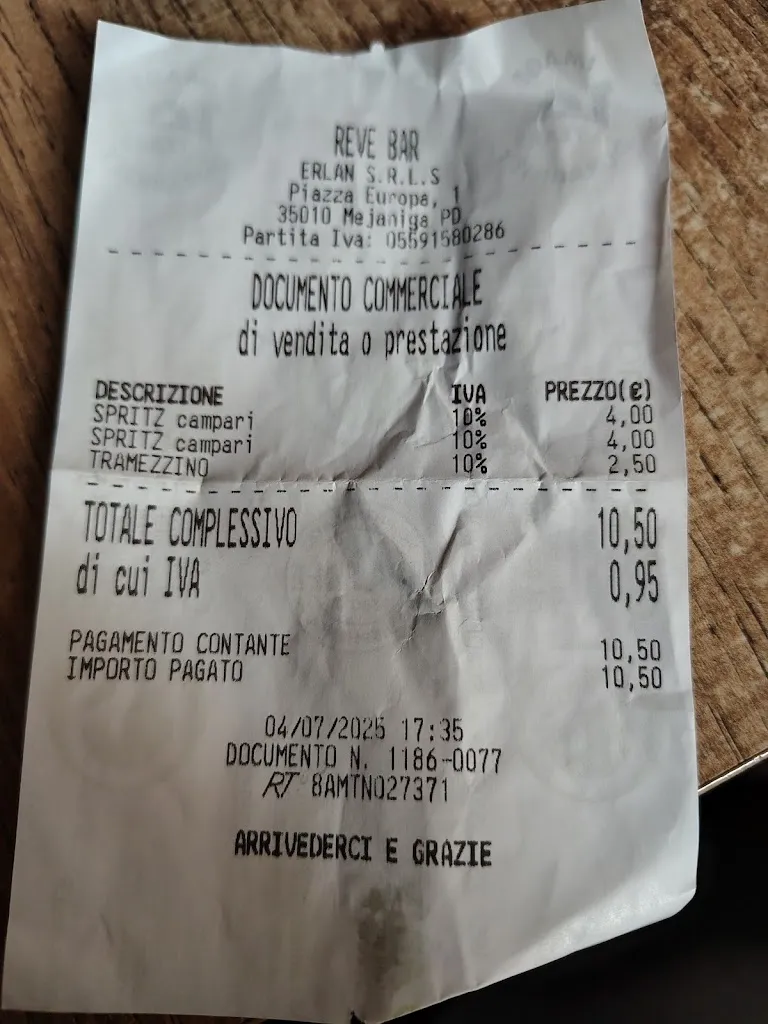 REVE BAR
ERLAN S.R.L.S
Piazza Europa, 1
35010 Mejaniga PD
Partita Iva: 05591580286
DOCUMENTO COMMERCIALE
di vendita o prestazione
DESCRIZIONE IVA PREZZO(€)
SPRITZ campari 10% 4,00
SPRITZ campari 10% 4,00
TRAMEZZINO 10% 2,50
TOTALE COMPLESSIVO 10,50
di cui IVA 0,95
PAGAMENTO CONTANTE 10,50
IMPORTO PAGATO 10,50
04/07/2025 17:35
DOCUMENTO N. 1186-0077
RT 8AMTN027371
ARRIVEDERCI E GRAZIE